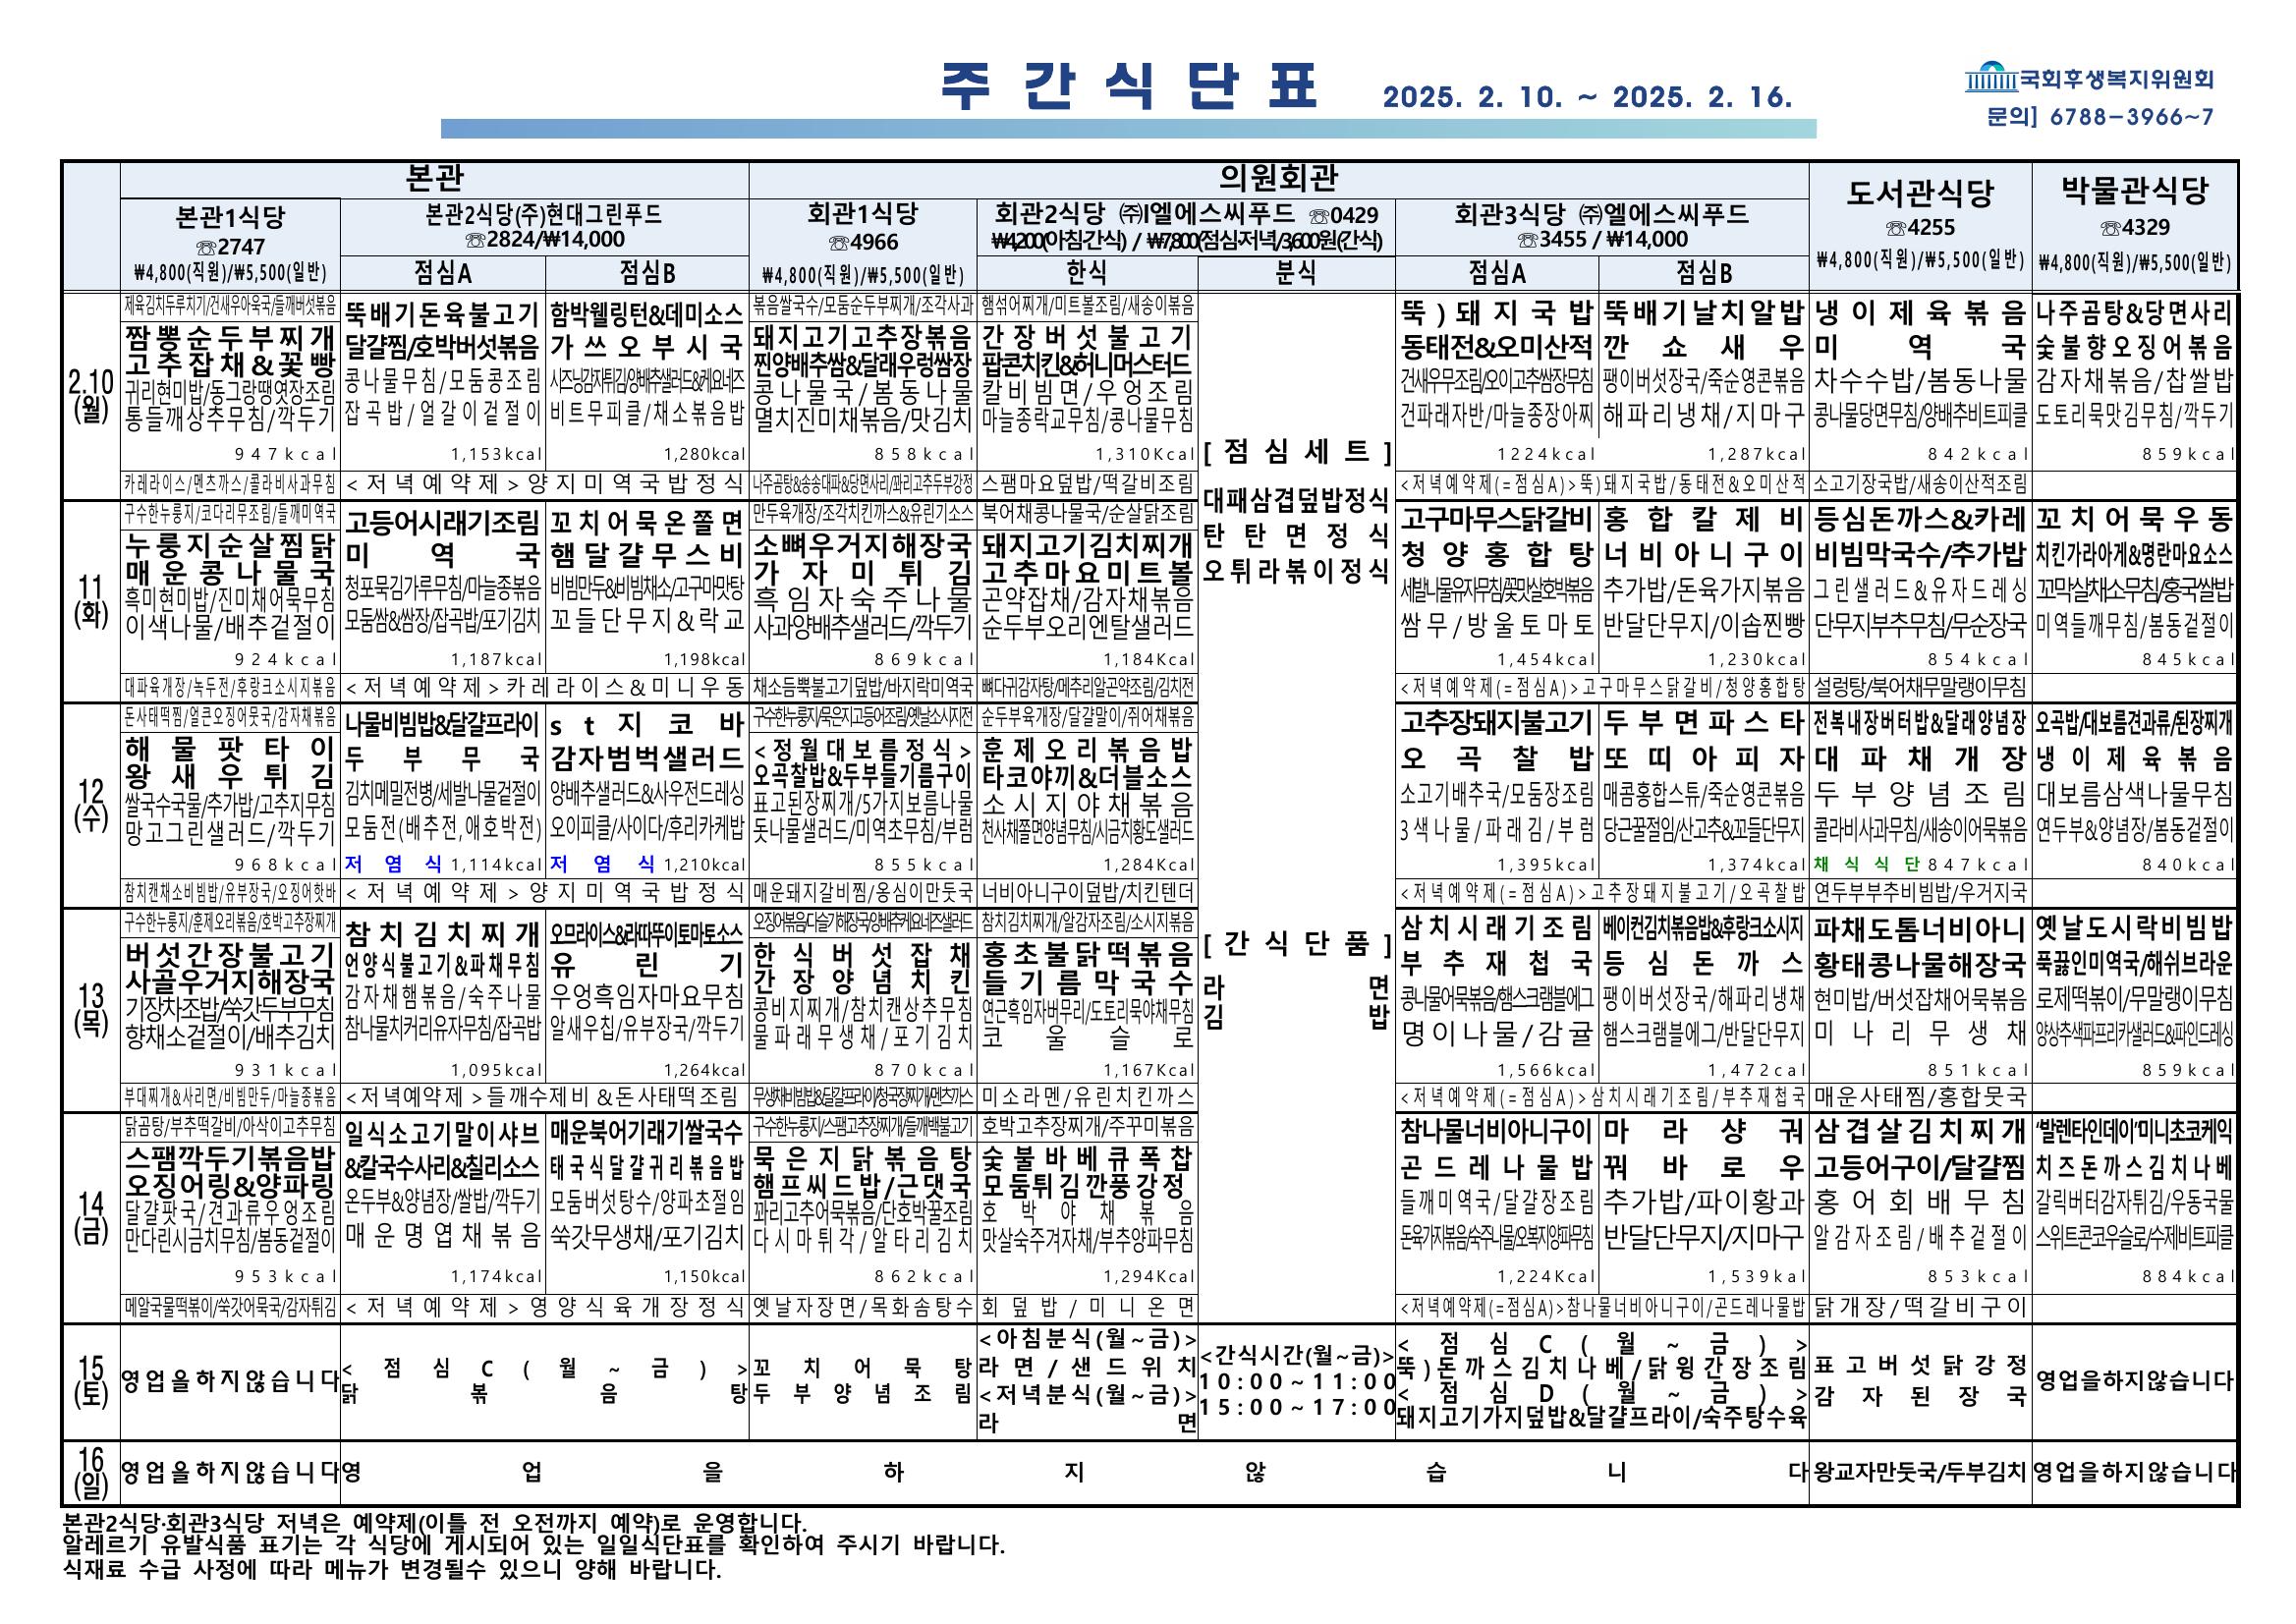 주 간 식 단 표 2025. 2. 10. ~ 2025. 2. 16.
국회후생복지위원회
문의] 6788-3966~7
본관
의원회관
도서관식당
☏4255
₩4,800(직원)/₩5,500(일반)
박물관식당
☏4329
₩4,800(직원)/₩5,500(일반)
본관1식당
☏2747
₩4,800(직원)/₩5,500(일반)
본관2식당(주)현대그린푸드
☏2824/₩14,000
점심A
점심B
회관1식당
☏4966
₩4,800(직원)/₩5,500(일반)
회관2식당 ㈜엘에스씨푸드 ☏0429
₩4,200(아침·간식) / ₩7,800(점심·저녁/3,600원(간식)
한식
분식
회관3식당 ㈜엘에스씨푸드
☏3455 / ₩14,000
점심A
점심B
2.10
(월)
제육김치두루치기/건새우아욱국/들깨버섯볶음
짬뽕순두부찌개
고추잡채&꽃빵
귀리현미밥/동그랑땡엿장조림
통들깨상추무침/깍두기
947kcal
카레라이스/멘츠까스/콜라비사과무침
뚝배기돈육불고기
달걀찜/호박버섯볶음
콩나물무침/모둠콩조림
잡곡밥/얼갈이겉절이
1,153kcal
함박웰링턴&데미소스
가쓰오부시국
시즈닝감자튀김/양배추샐러드&케요네즈
비트무피클/채소볶음밥
1,280kcal
<저녁예약제>양지미역국밥정식
볶음쌀국수/모둠순두부찌개/조각사과
돼지고기고추장볶음
찐양배추쌈&달래우렁쌈장
콩나물국/봄동나물
멸치진미채볶음/맛김치
858kcal
나주곰탕&송송대파&당면사리/꽈리고추두부강정
햄섞어찌개/미트볼조림/새송이볶음
간장버섯불고기
팝콘치킨&허니머스터드
칼비빔면/우엉조림
마늘종락교무침/콩나물무침
1,310Kcal
스팸마요덮밥/떡갈비조림
[점심세트]
대패삼겹덮밥정식
탄탄면정식
오튀라볶이정식
[간식단품]
라면
김밥
뚝)돼지국밥
동태전&오미산적
건새우무조림/오이고추쌈장무침
건파래자반/마늘종장아찌
1224kcal
뚝배기날치알밥
깐쇼새우
팽이버섯장국/죽순영콘볶음
해파리냉채/지마구
1,287kcal
<저녁예약제(=점심A)>뚝)돼지국밥/동태전&오미산적
냉이제육볶음
미역국
차수수밥/봄동나물
콩나물당면무침/양배추비트피클
842kcal
소고기장국밥/새송이산적조림
나주곰탕&당면사리
숯불향오징어볶음
감자채볶음/찹쌀밥
도토리묵맛김무침/깍두기
859kcal
11
(화)
구수한누룽지/코다리무조림/들깨미역국
누룽지순살찜닭
매운콩나물국
흑미현미밥/진미채어묵무침
이색나물/배추겉절이
924kcal
대파육개장/녹두전/후랑크소시지볶음
고등어시래기조림
미역국
청포묵김가루무침/마늘종볶음
모둠쌈&쌈장/잡곡밥/포기김치
1,187kcal
꼬치어묵온쫄면
햄달걀무스비
비빔만두&비빔채소/고구마맛탕
꼬들단무지&락교
1,198kcal
<저녁예약제>카레라이스&미니우동
만두육개장/조각치킨까스&유린기소스
소뼈우거지해장국
가자미튀김
흑임자숙주나물
사과양배추샐러드/깍두기
869kcal
채소듬뿍불고기덮밥/바지락미역국
북어채콩나물국/순살닭조림
돼지고기김치찌개
고추마요미트볼
곤약잡채/감자채볶음
순두부오리엔탈샐러드
1,184Kcal
뼈다귀감자탕/메추리알곤약조림/김치전
고구마무스닭갈비
청양홍합탕
세발나물유자무침/꽃맛살호박볶음
쌈무/방울토마토
1,454kcal
홍합칼제비
너비아니구이
추가밥/돈육가지볶음
반달단무지/이솝찐빵
1,230kcal
<저녁예약제(=점심A)>고구마무스닭갈비/청양홍합탕
등심돈까스&카레
비빔막국수/추가밥
그린샐러드&유자드레싱
단무지부추무침/무순장국
854kcal
설렁탕/북어채무말랭이무침
꼬치어묵우동
치킨가라아게&명란마요소스
꼬막살채소무침/홍국쌀밥
미역들깨무침/봄동겉절이
845kcal
12
(수)
돈사태떡찜/얼큰오징어뭇국/감자채볶음
해물팟타이
왕새우튀김
쌀국수국물/추가밥/고추지무침
망고그린샐러드/깍두기
968kcal
참치캔채소비빔밥/유부장국/오징어핫바
나물비빔밥&달걀프라이
두부무국
김치메밀전병/세발나물겉절이
모둠전(배추전,애호박전)
저염식 1,114kcal
st지코바
감자범벅샐러드
양배추샐러드&사우전드레싱
오이피클/사이다/후리카케밥
저염식 1,210kcal
<저녁예약제>양지미역국밥정식
구수한누룽지/묵은지고등어조림/옛날소시지전
<정월대보름정식>
오곡찰밥&두부들기름구이
표고된장찌개/5가지보름나물
돗나물샐러드/미역초무침/부럼
855kcal
매운돼지갈비찜/옹심이만둣국
순두부육개장/달걀말이/쥐어채볶음
훈제오리볶음밥
타코야끼&더블소스
소시지야채볶음
천사채쫄면양념무침/시금치황도샐러드
1,284Kcal
너비아니구이덮밥/치킨텐더
고추장돼지불고기
오곡찰밥
소고기배추국/모둠장조림
3색나물/파래김/부럼
1,395kcal
두부면파스타
또띠아피자
매콤홍합스튜/죽순영콘볶음
당근꿀절임/산고추&꼬들단무지
1,374kcal
<저녁예약제(=점심A)>고추장돼지불고기/오곡찰밥
전복내장버터밥&달래양념장
대파채개장
두부양념조림
콜라비사과무침/새송이어묵볶음
채식식단847kcal
연두부부추비빔밥/우거지국
오곡밥/대보름견과류/된장찌개
냉이제육볶음
대보름삼색나물무침
연두부&양념장/봄동겉절이
840kcal
13
(목)
구수한누룽지/훈제오리볶음/호박고추장찌개
버섯간장불고기
사골우거지해장국
기장차조밥/쑥갓두부무침
향채소겉절이/배추김치
931kcal
부대찌개&사리면/비빔만두/마늘종볶음
참치김치찌개
언양식불고기&파채무침
감자채햄볶음/숙주나물
참나물치커리유자무침/잡곡밥
1,095kcal
오므라이스&라따뚜이토마토소스
유린기
우엉흑임자마요무침
알새우칩/유부장국/깍두기
1,264kcal
<저녁예약제>들깨수제비&돈사태떡조림
오징어볶음/다슬기해장국/양배추케요네즈샐러드
한식버섯잡채
간장양념치킨
콩비지찌개/참치캔상추무침
물파래무생채/포기김치
870kcal
무생채비빔밥&달걀프라이/청국장찌개/멘츠까스
참치김치찌개/알감자조림/소시지볶음
홍초불닭떡볶음
들기름막국수
연근흑임자버무리/도토리묵야채무침
코울슬로
1,167Kcal
미소라멘/유린치킨까스
삼치시래기조림
부추재첩국
콩나물어묵볶음/햄스크램블에그
명이나물/감귤
1,566kcal
베이컨김치볶음밥&후랑크소시지
등심돈까스
팽이버섯장국/해파리냉채
햄스크램블에그/반달단무지
1,472cal
<저녁예약제(=점심A)>삼치시래기조림/부추재첩국
파채도톰너비아니
황태콩나물해장국
현미밥/버섯잡채어묵볶음
미나리무생채
851kcal
매운사태찜/홍합뭇국
옛날도시락비빔밥
푹끓인미역국/해쉬브라운
로제떡볶이/무말랭이무침
양상추색파프리카샐러드&파인드레싱
859kcal
14
(금)
닭곰탕/부추떡갈비/아삭이고추무침
스팸깍두기볶음밥
오징어링&양파링
달걀팟국/견과류우엉조림
만다린시금치무침/봄동겉절이
953kcal
메알국물떡볶이/쑥갓어묵국/감자튀김
일식소고기말이샤브
&칼국수사리&칠리소스
온두부&양념장/쌀밥/깍두기
매운명엽채볶음
1,174kcal
매운북어기래기쌀국수
태국식달걀귀리볶음밥
모둠버섯탕수/양파초절임
쑥갓무생채/포기김치
1,150kcal
<저녁예약제>영양식육개장정식
구수한누룽지/스팸고추장찌개/들깨백불고기
묵은지닭볶음탕
햄프씨드밥/근댓국
꽈리고추어묵볶음/단호박꿀조림
다시마튀각/알타리김치
862kcal
옛날자장면/목화솜탕수
호박고추장찌개/주꾸미볶음
숯불바베큐폭찹
모둠튀김깐풍강정
호박야채볶음
맛살숙주겨자채/부추양파무침
1,294Kcal
회덮밥/미니온면
참나물너비아니구이
곤드레나물밥
들깨미역국/달걀장조림
돈육가지볶음/숙주나물/오복지양파무침
1,224Kcal
마라샹궈
꿔바로우
추가밥/파이황과
반달단무지/지마구
1,539kal
<저녁예약제(=점심A)>참나물너비아니구이/곤드레나물밥
삼겹살김치찌개
고등어구이/달걀찜
홍어회배무침
알감자조림/배추겉절이
853kcal
닭개장/떡갈비구이
‘발렌타인데이’미니초코케익
치즈돈까스김치나베
갈릭버터감자튀김/우동국물
스위트콘코우슬로/수제비트피클
884kcal
15
(토)
영업을하지않습니다
<점심C(월~금)>
닭볶음탕
꼬치어묵탕
두부양념조림
<아침분식(월~금)>
라면/샌드위치
<저녁분식(월~금)>
라면
<간식시간(월~금)>
10:00~11:00
15:00~17:00
<점심C(월~금)>
뚝)돈까스김치나베/닭윙간장조림
<점심D(월~금)>
돼지고기가지덮밥&달걀프라이/숙주탕수육
표고버섯닭강정
감자된장국
영업을하지않습니다
16
(일)
영업을하지않습니다
영업을하지않습니다
왕교자만둣국/두부김치
영업을하지않습니다
본관2식당·회관3식당 저녁은 예약제(이틀 전 오전까지 예약)로 운영합니다.
알레르기 유발식품 표기는 각 식당에 게시되어 있는 일일식단표를 확인하여 주시기 바랍니다.
식재료 수급 사정에 따라 메뉴가 변경될수 있으니 양해 바랍니다.